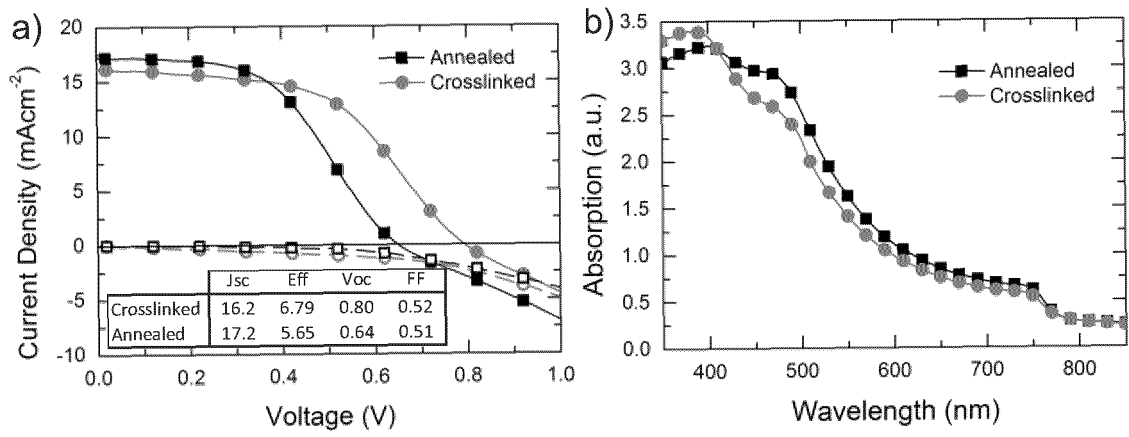 a)
Current Density (mAcm-2)
20
15
10
5
0
-5
-10
Annealed
Crosslinked
Jsc Eff Voc FF
Crosslinked 16.2 6.79 0.80 0.52
Annealed 17.2 5.65 0.64 0.51
0.0 0.2 0.4 0.6 0.8 1.0
Voltage (V)
b)
Absorption (a.u.)
3.5
3.0
2.5
2.0
1.5
1.0
0.5
0.0
Annealed
Crosslinked
400 500 600 700 800
Wavelength (nm)